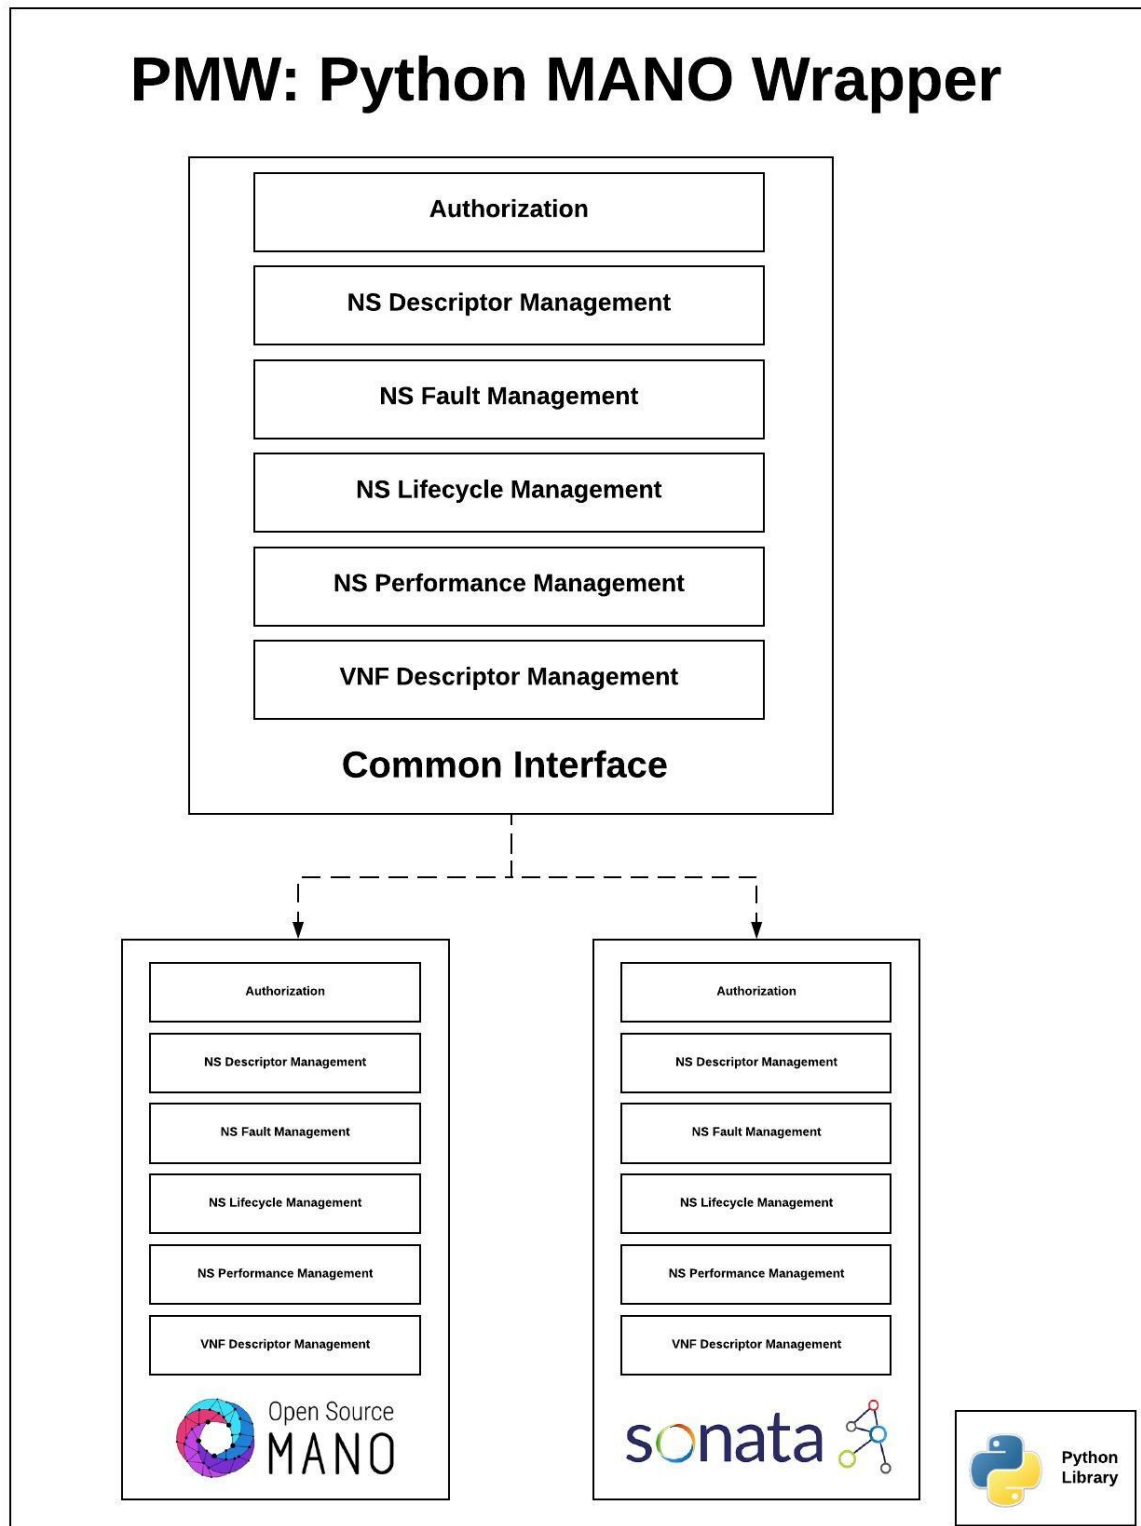 PMW: Python MANO Wrapper
Authorization
NS Descriptor Management
NS Fault Management
NS Lifecycle Management
NS Performance Management
VNF Descriptor Management
Common Interface
Authorization
NS Descriptor Management
NS Fault Management
NS Lifecycle Management
NS Performance Management
VNF Descriptor Management
Open Source
MANO
Authorization
NS Descriptor Management
NS Fault Management
NS Lifecycle Management
NS Performance Management
VNF Descriptor Management
sonata
Python
Library